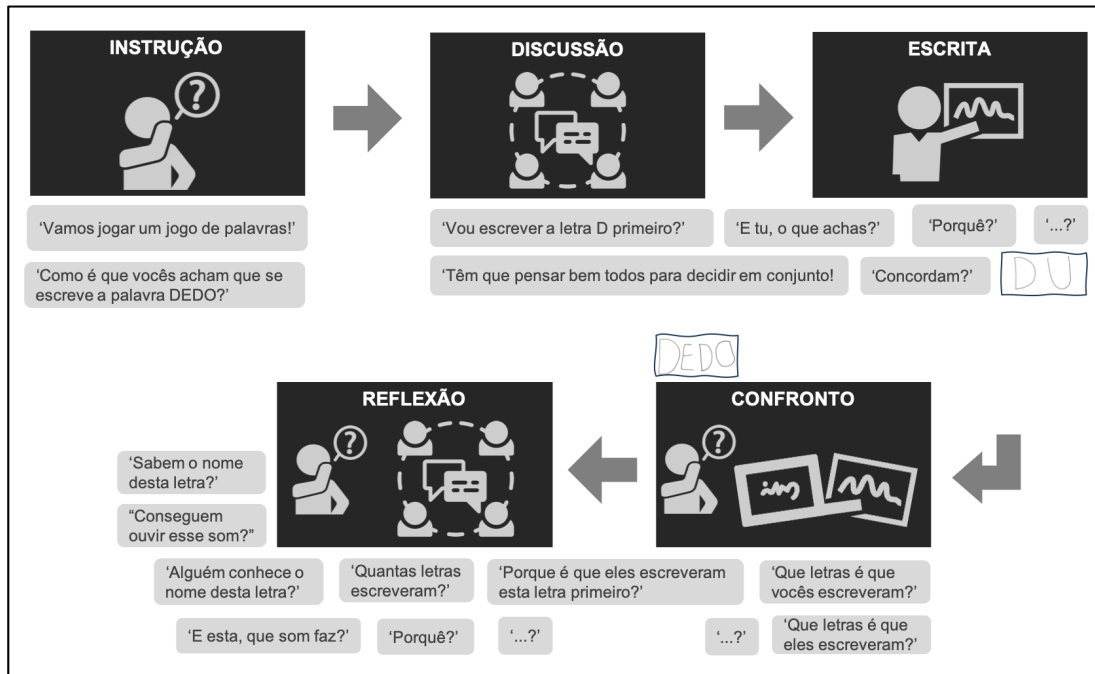 INSTRUÇÃO
?
‘Vamos jogar um jogo de palavras!’
‘Como é que vocês acham que se
escreve a palavra DEDO?’
DISCUSSÃO
ESCRITA
‘Vou escrever a letra D primeiro?’
‘E tu, o que achas?’
‘Porquê?’
‘...?’
‘Têm que pensar bem todos para decidir em conjunto!
‘Concordam?’
D U
DEDO
CONFRONTO
?
‘Que letras é que
vocês escreveram?’
‘Que letras é que
eles escreveram?’
‘...?’
REFLEXÃO
?
‘Sabem o nome
desta letra?’
“Conseguem
ouvir esse som?”
‘Alguém conhece o
nome desta letra?’
‘Quantas letras
escreveram?’
‘Porque é que eles escreveram
esta letra primeiro?’
‘E esta, que som faz?’
‘Porquê?’
‘...?’